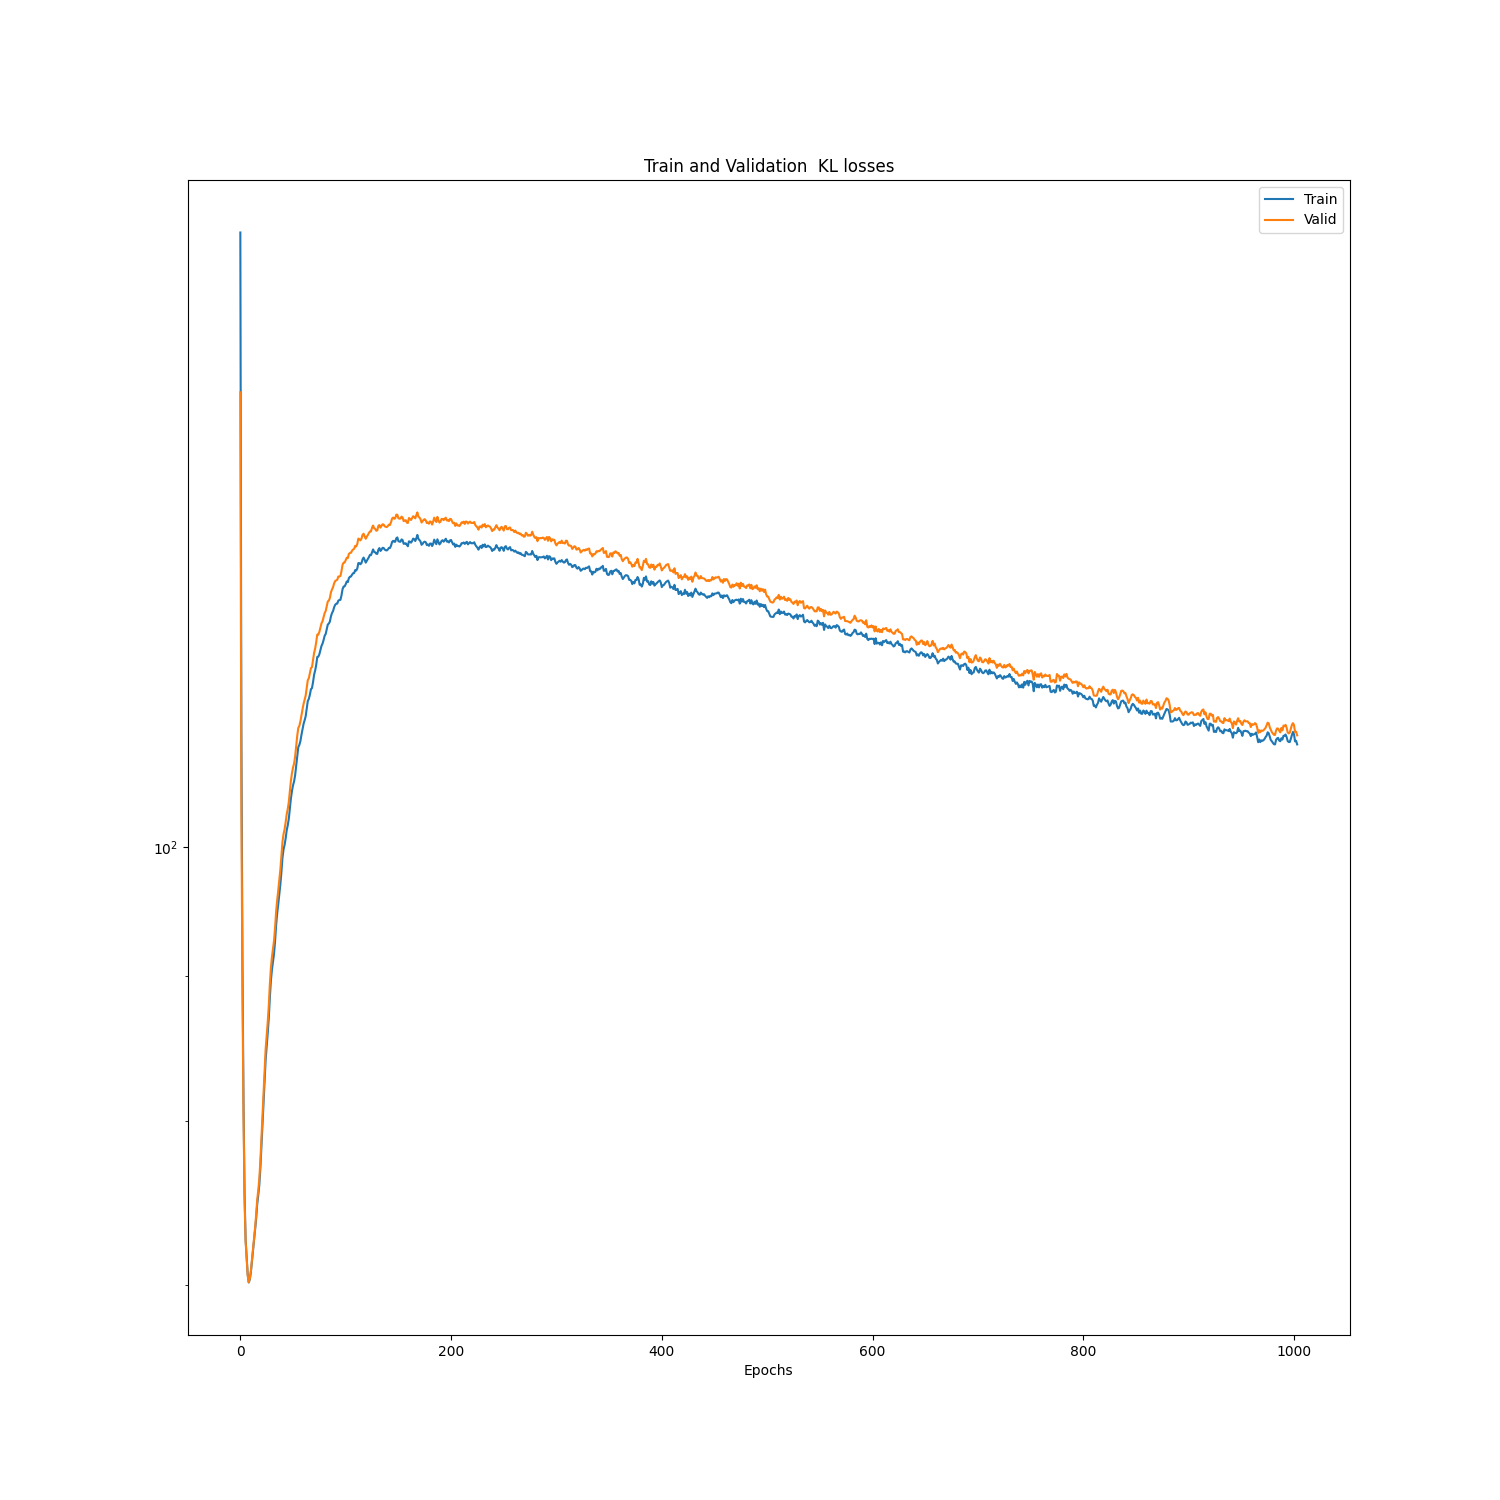 Train and Validation  KL losses
Train
Valid
10²
0 200 400 600 800 1000
Epochs